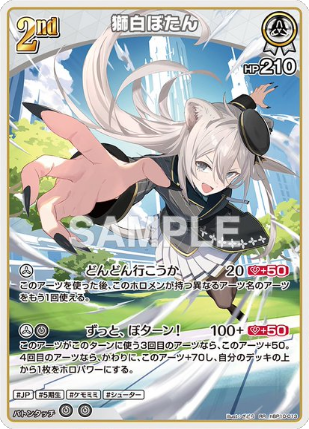 2nd
獅白ぼたん
HP210
SAMPLE
どんどん行こうか 20 +50
このアーツを使った後、このホロメンが持つ異なるアーツ名のアーツ
をもう1回使える。
ずっと、ぽターン! 100+ +50
このアーツがこのターンに使う3回目のアーツなら、このアーツ+50。
4回目のアーツなら、かわりに、このアーツ+70し、自分のデッキの上
から1枚をホロパワーにする。
#JP #5期生 #ケモミミ #シューター
バトンタッチ